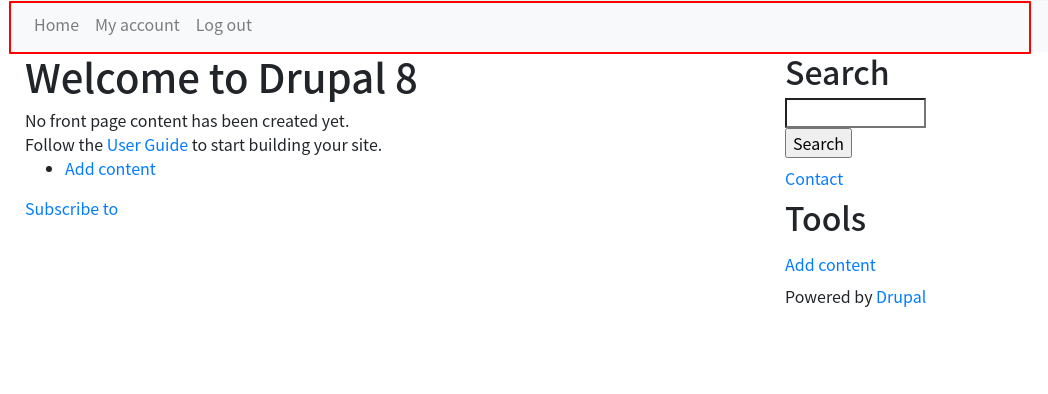 Home My account Log out
Welcome to Drupal 8
No front page content has been created yet.
Follow the User Guide to start building your site.
• Add content
Subscribe to
Search
Search
Contact
Tools
Add content
Powered by Drupal